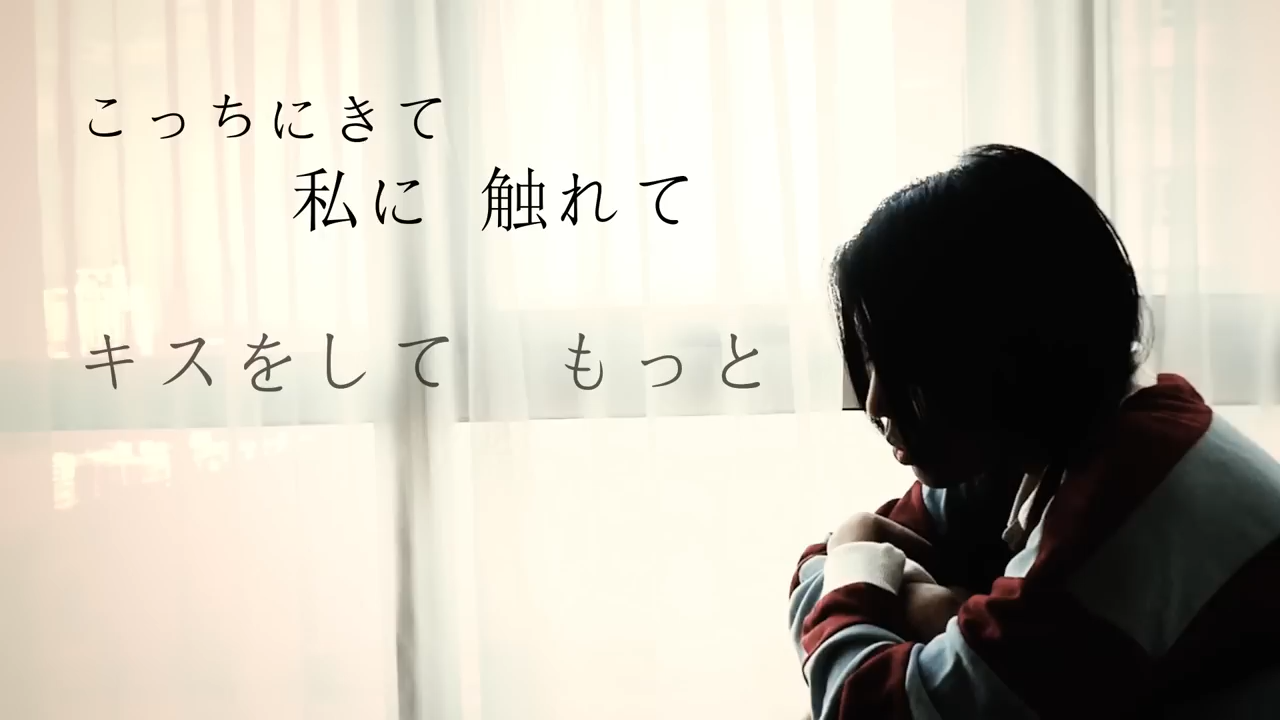 こっちにきて
私に 触れて
キスをして もっと